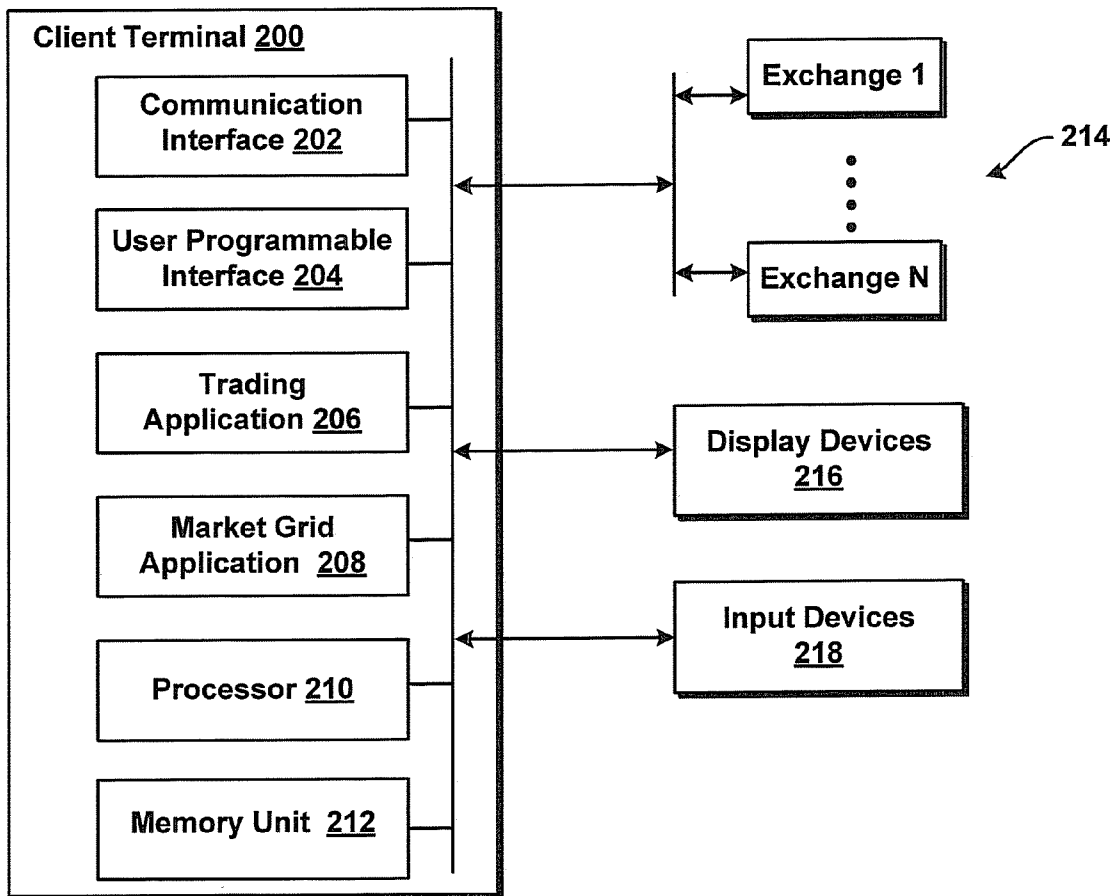 Client Terminal 200
Communication
Interface 202
User Programmable
Interface 204
Trading
Application 206
Market Grid
Application 208
Processor 210
Memory Unit 212
Exchange 1
214
Exchange N
Display Devices
216
Input Devices
218